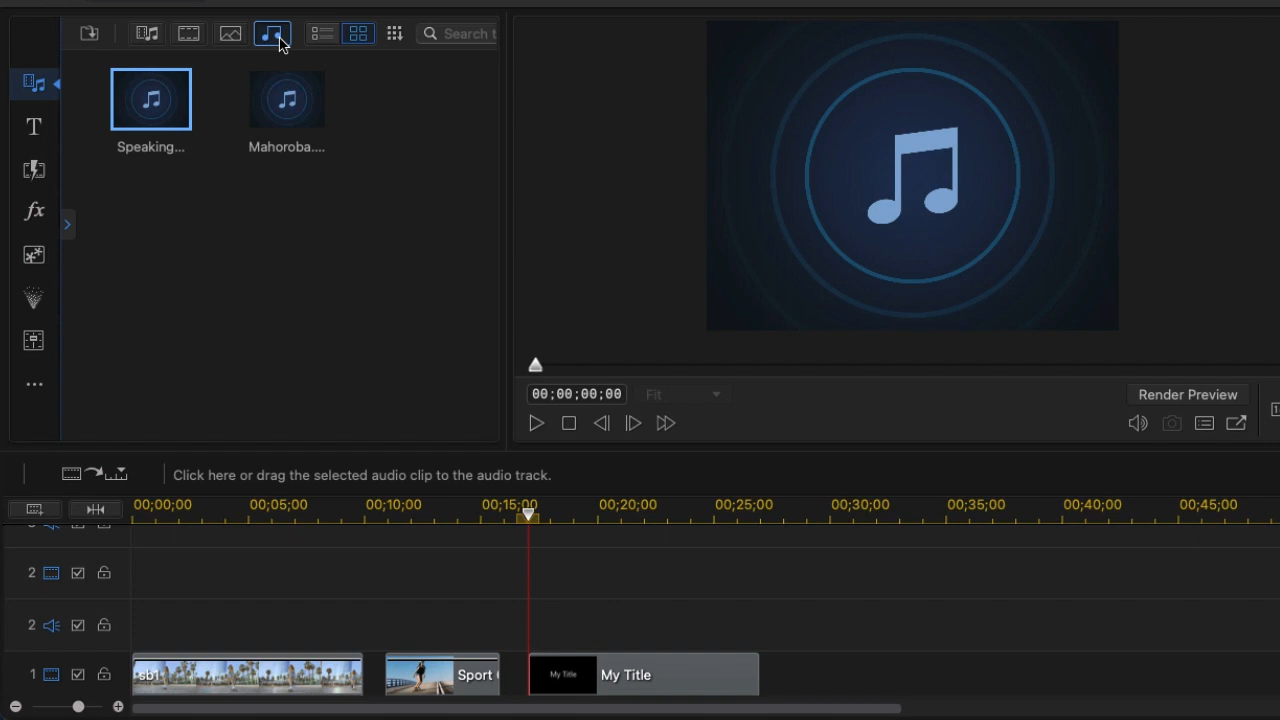 Search t
T
Speaking...
Mahoroba....
fx
00;00;00;00
Fit
Render Preview
Click here or drag the selected audio clip to the audio track.
00;00;00 00;05;00 00;10;00 00;15;00 00;20;00 00;25;00 00;30;00 00;35;00 00;40;00 00;45;00
2
2
1
sb1
Sport
My Title
My Title